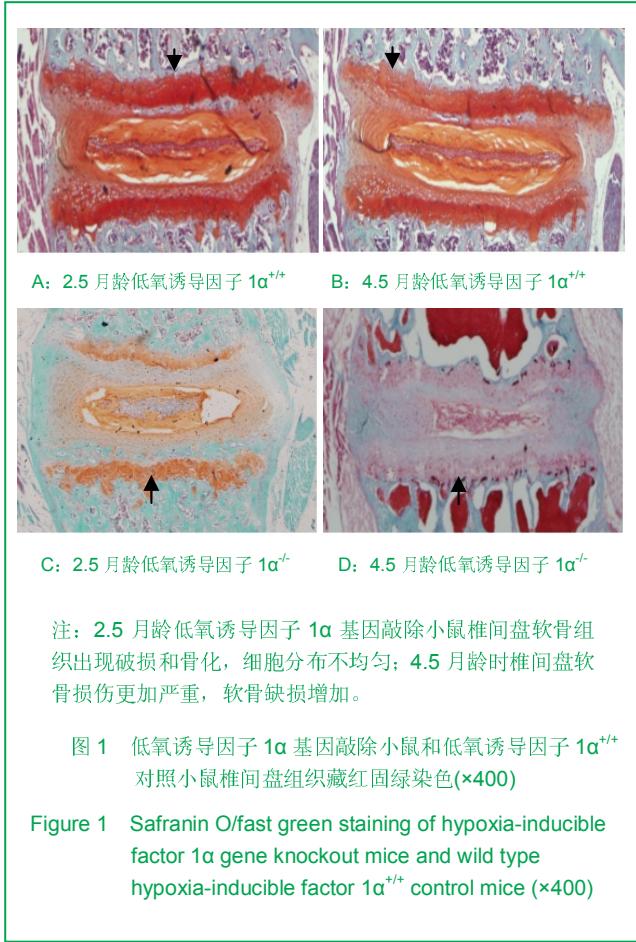 A：2.5 月龄低氧诱导因子 1α+/+
B：4.5 月龄低氧诱导因子 1α+/+
C：2.5 月龄低氧诱导因子 1α-/-
D：4.5 月龄低氧诱导因子 1α-/-
注：2.5 月龄低氧诱导因子 1α 基因敲除小鼠椎间盘软骨组
织出现破损和骨化，细胞分布不均匀；4.5 月龄时椎间盘软
骨损伤更加严重，软骨缺损增加。
图 1 低氧诱导因子 1α 基因敲除小鼠和低氧诱导因子 1α+/+
对照小鼠椎间盘组织藏红固绿染色(×400)
Figure 1 Safranin O/fast green staining of hypoxia-inducible
factor 1α gene knockout mice and wild type
hypoxia-inducible factor 1α+/+ control mice (×400)